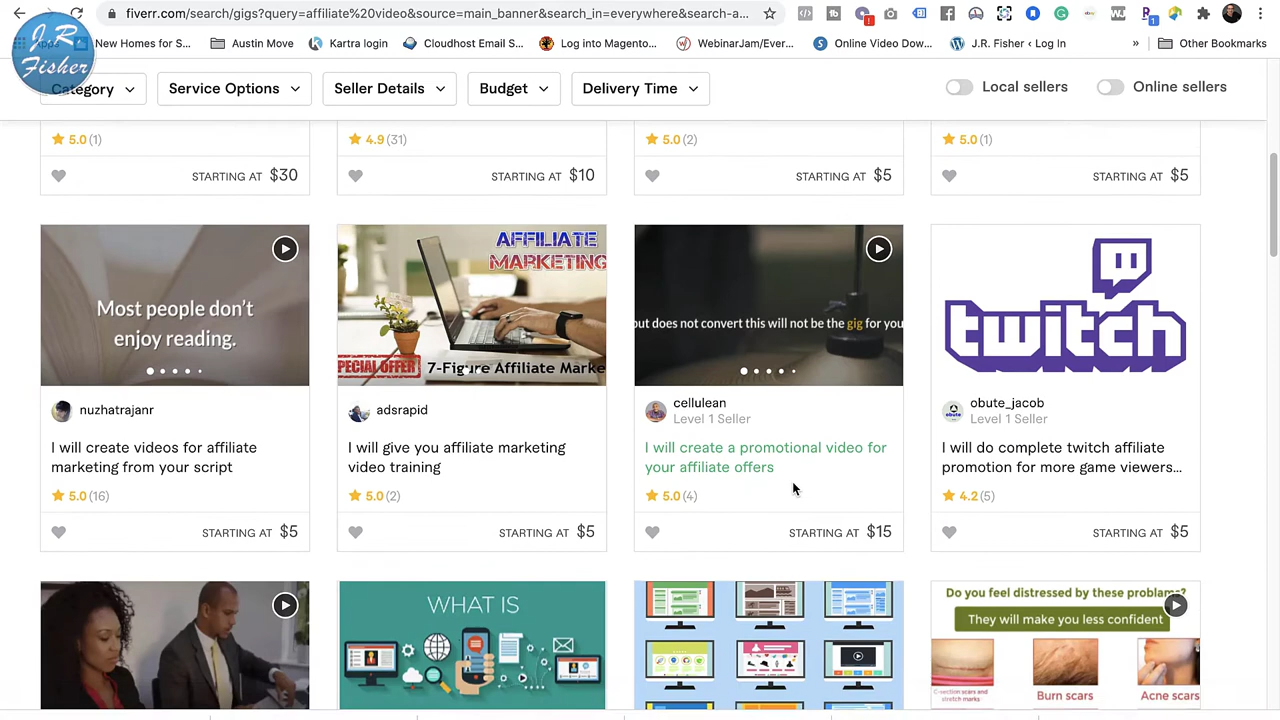 fiverr.com/search/gigs?query=affiliate%20video&source=main_banner&search_in=everywhere&search-a...
J.R.
Fisher
New Homes for S...
Austin Move
Kartra login
Cloudhost Email S...
Log into Magento...
WebinarJam/Ever...
Online Video Dow...
J.R. Fisher ‹ Log In
»
Other Bookmarks
Category
Service Options
Seller Details
Budget
Delivery Time
Local sellers
Online sellers
5.0 (1)
4.9 (31)
5.0 (2)
5.0 (1)
STARTING AT $30
STARTING AT $10
STARTING AT $5
STARTING AT $5
Most people don't
enjoy reading.
nuzhatrajanr
I will create videos for affiliate
marketing from your script
5.0 (16)
STARTING AT $5
AFFILIATE
MARKETING
SPECIAL OFFER
7-Figure Affiliate Marke
adsrapid
I will give you affiliate marketing
video training
5.0 (2)
STARTING AT $5
but does not convert this will not be the gig for you
cellulean
Level 1 Seller
I will create a promotional video for
your affiliate offers
5.0 (4)
STARTING AT $15
twitch
obute_jacob
Level 1 Seller
I will do complete twitch affiliate
promotion for more game viewers...
4.2 (5)
STARTING AT $5
WHAT IS
Do you feel distressed by these problams?
They will make you less confident
C-section scars and
stretch marks
Burn scars
Acne scars